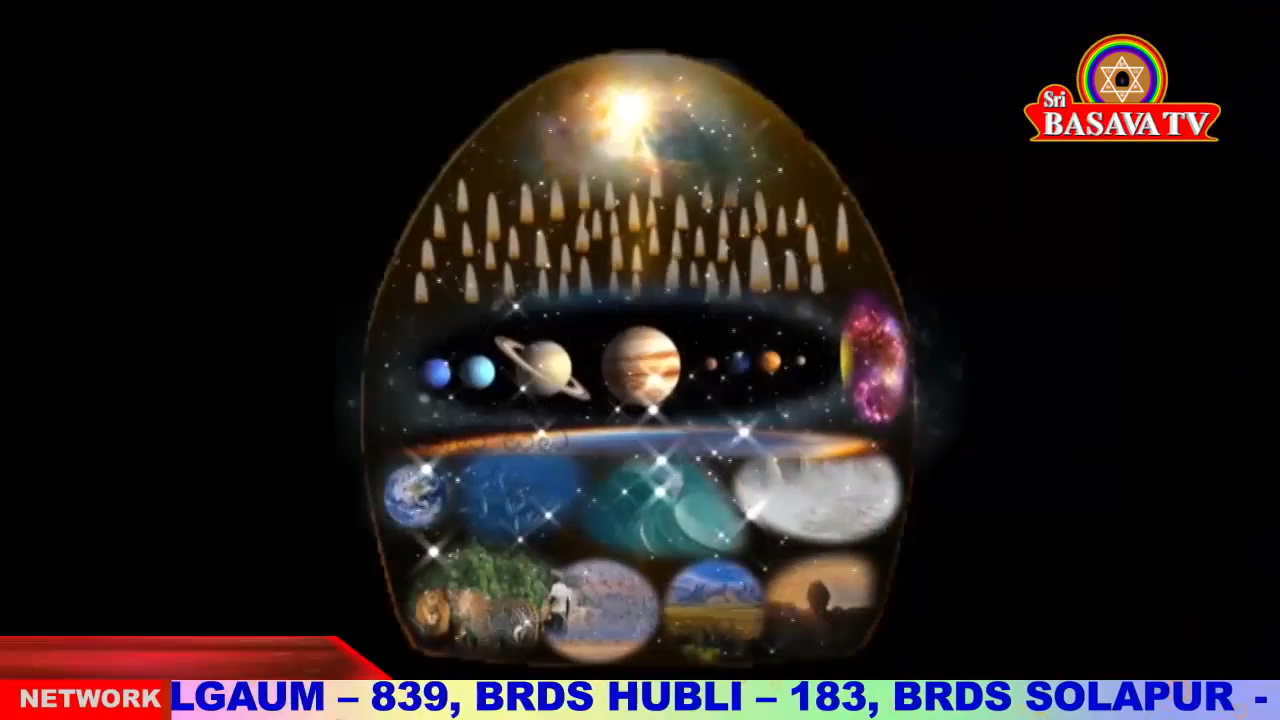 Sri
BASAVA TV
NETWORK
LGAUM – 839, BRDS HUBLI – 183, BRDS SOLAPUR -